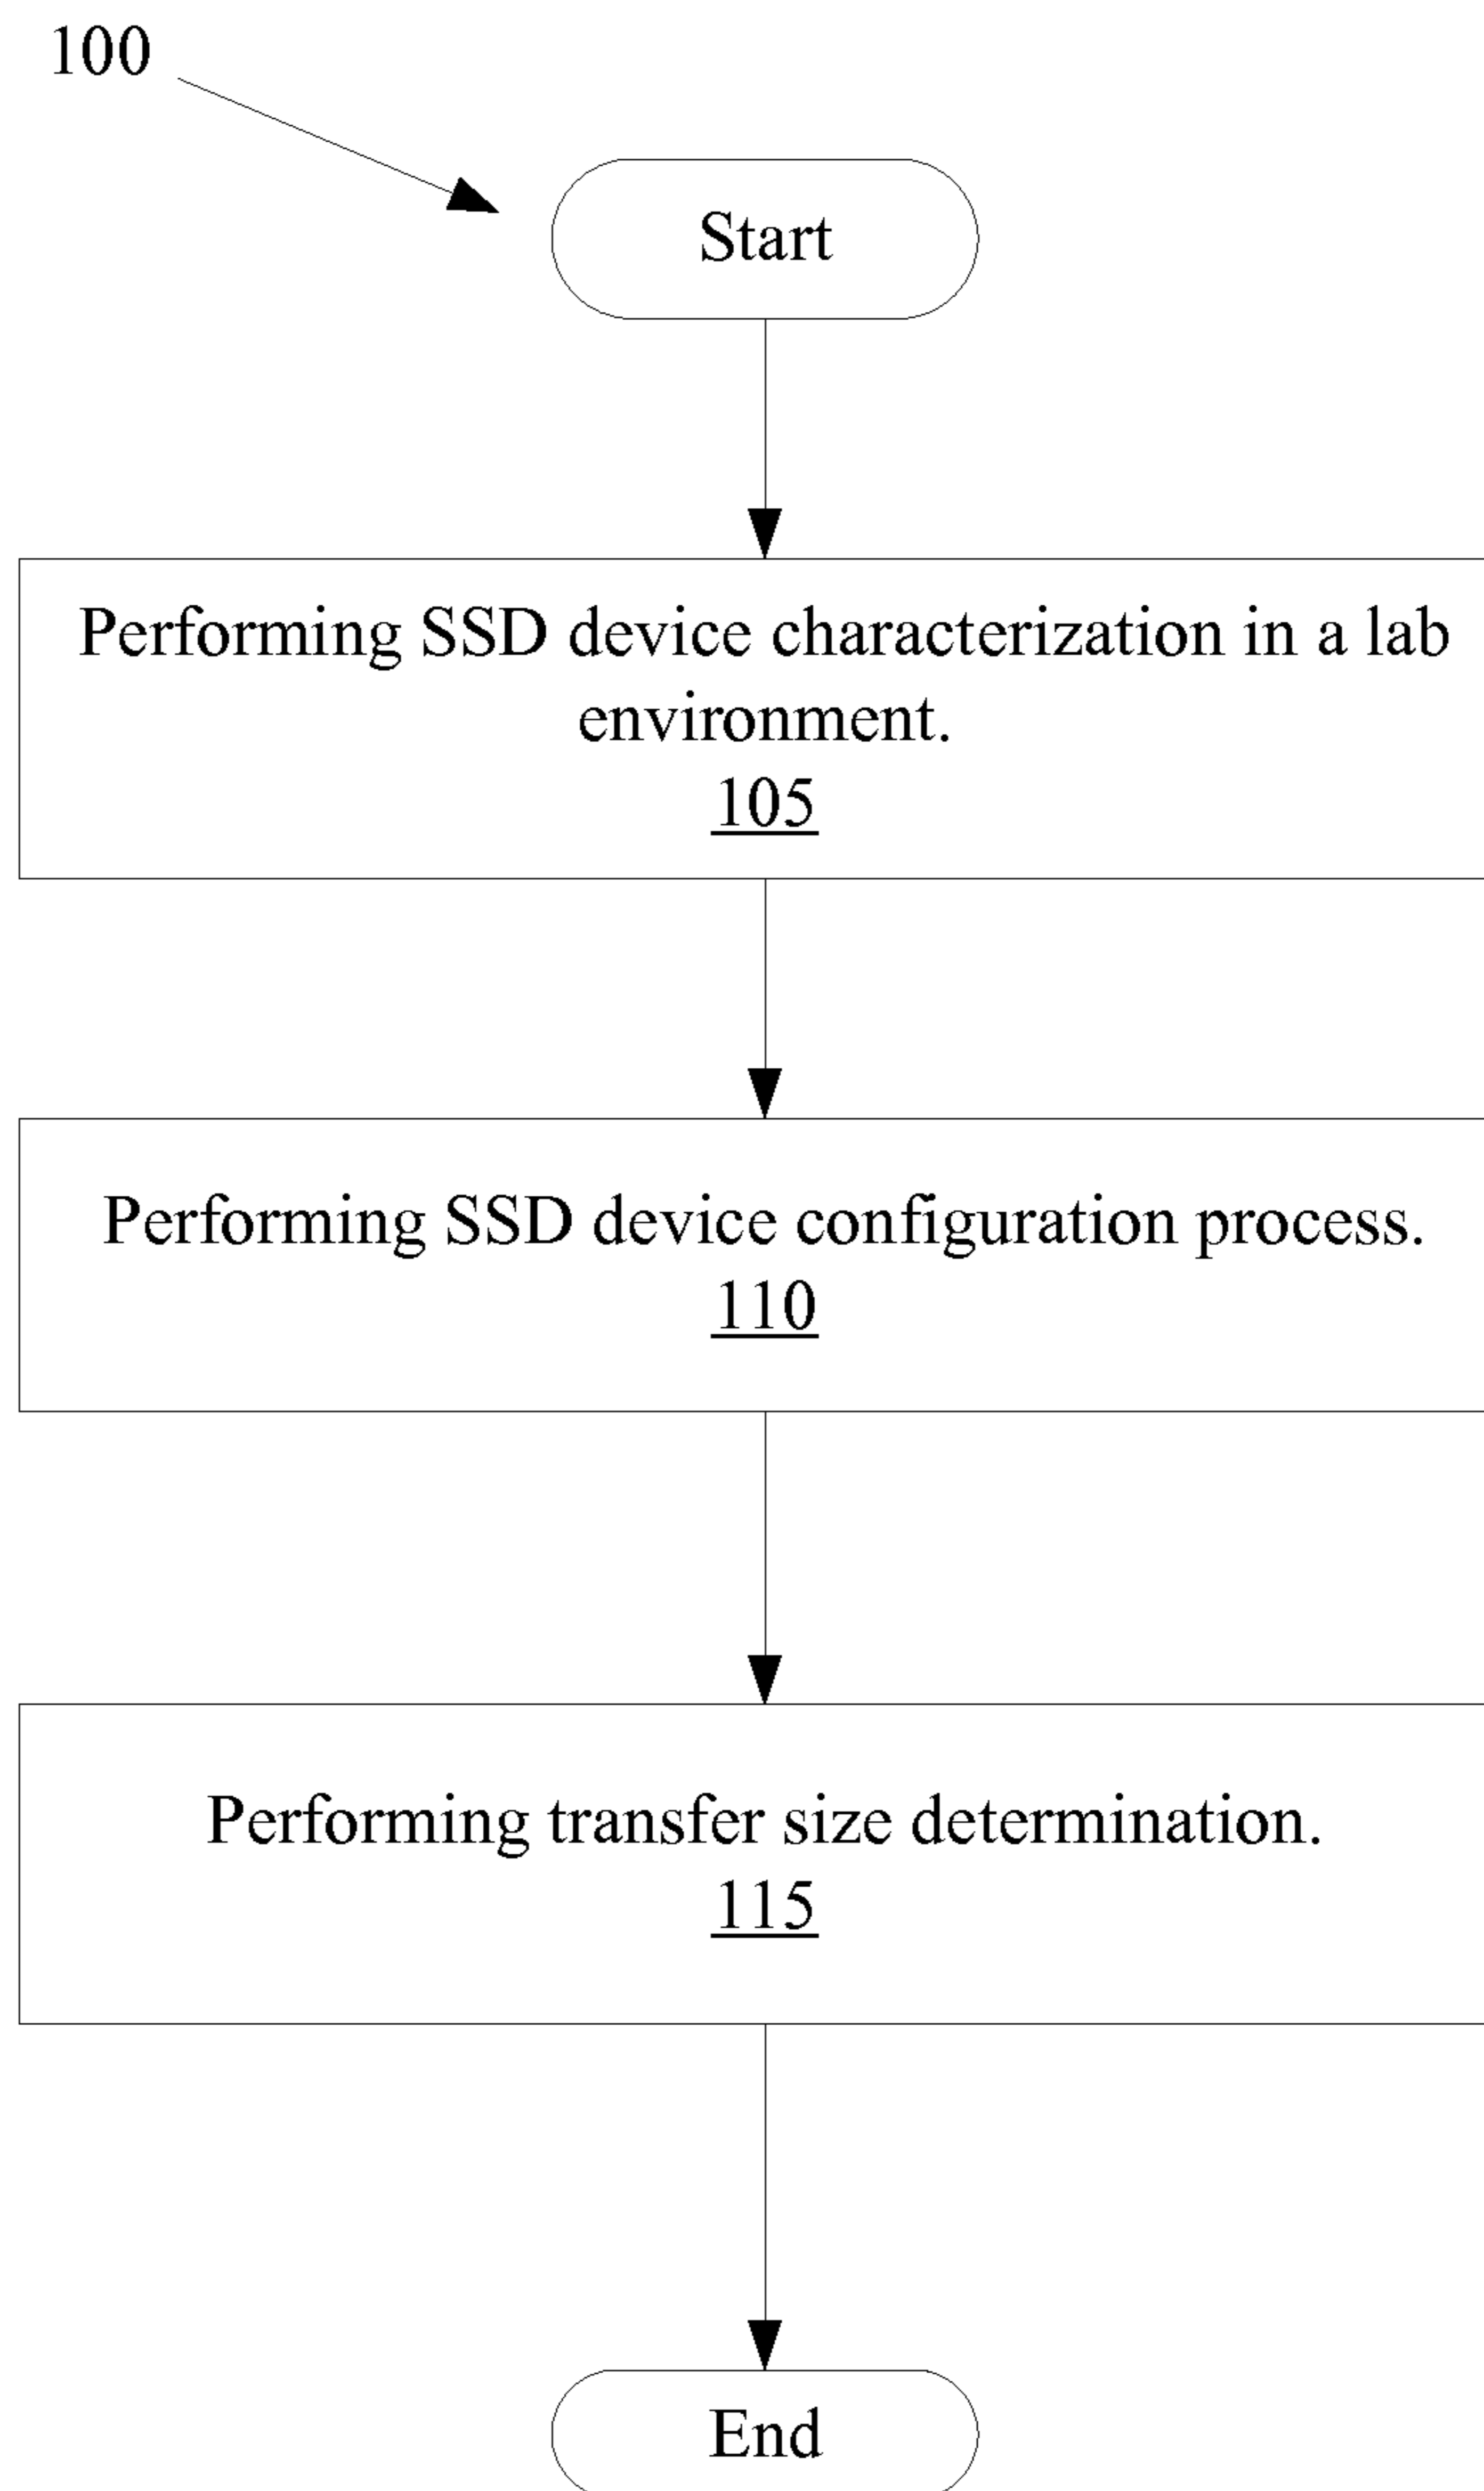 100
Start
Performing SSD device characterization in a lab
environment.
105
Performing SSD device configuration process.
110
Performing transfer size determination.
115
End